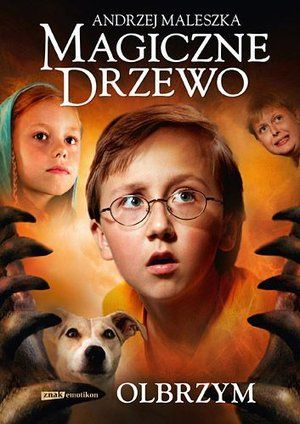 ANDRZEJ MALESZKA
MAGICZNE
DRZEWO
znak emotikon
OLBRZYM